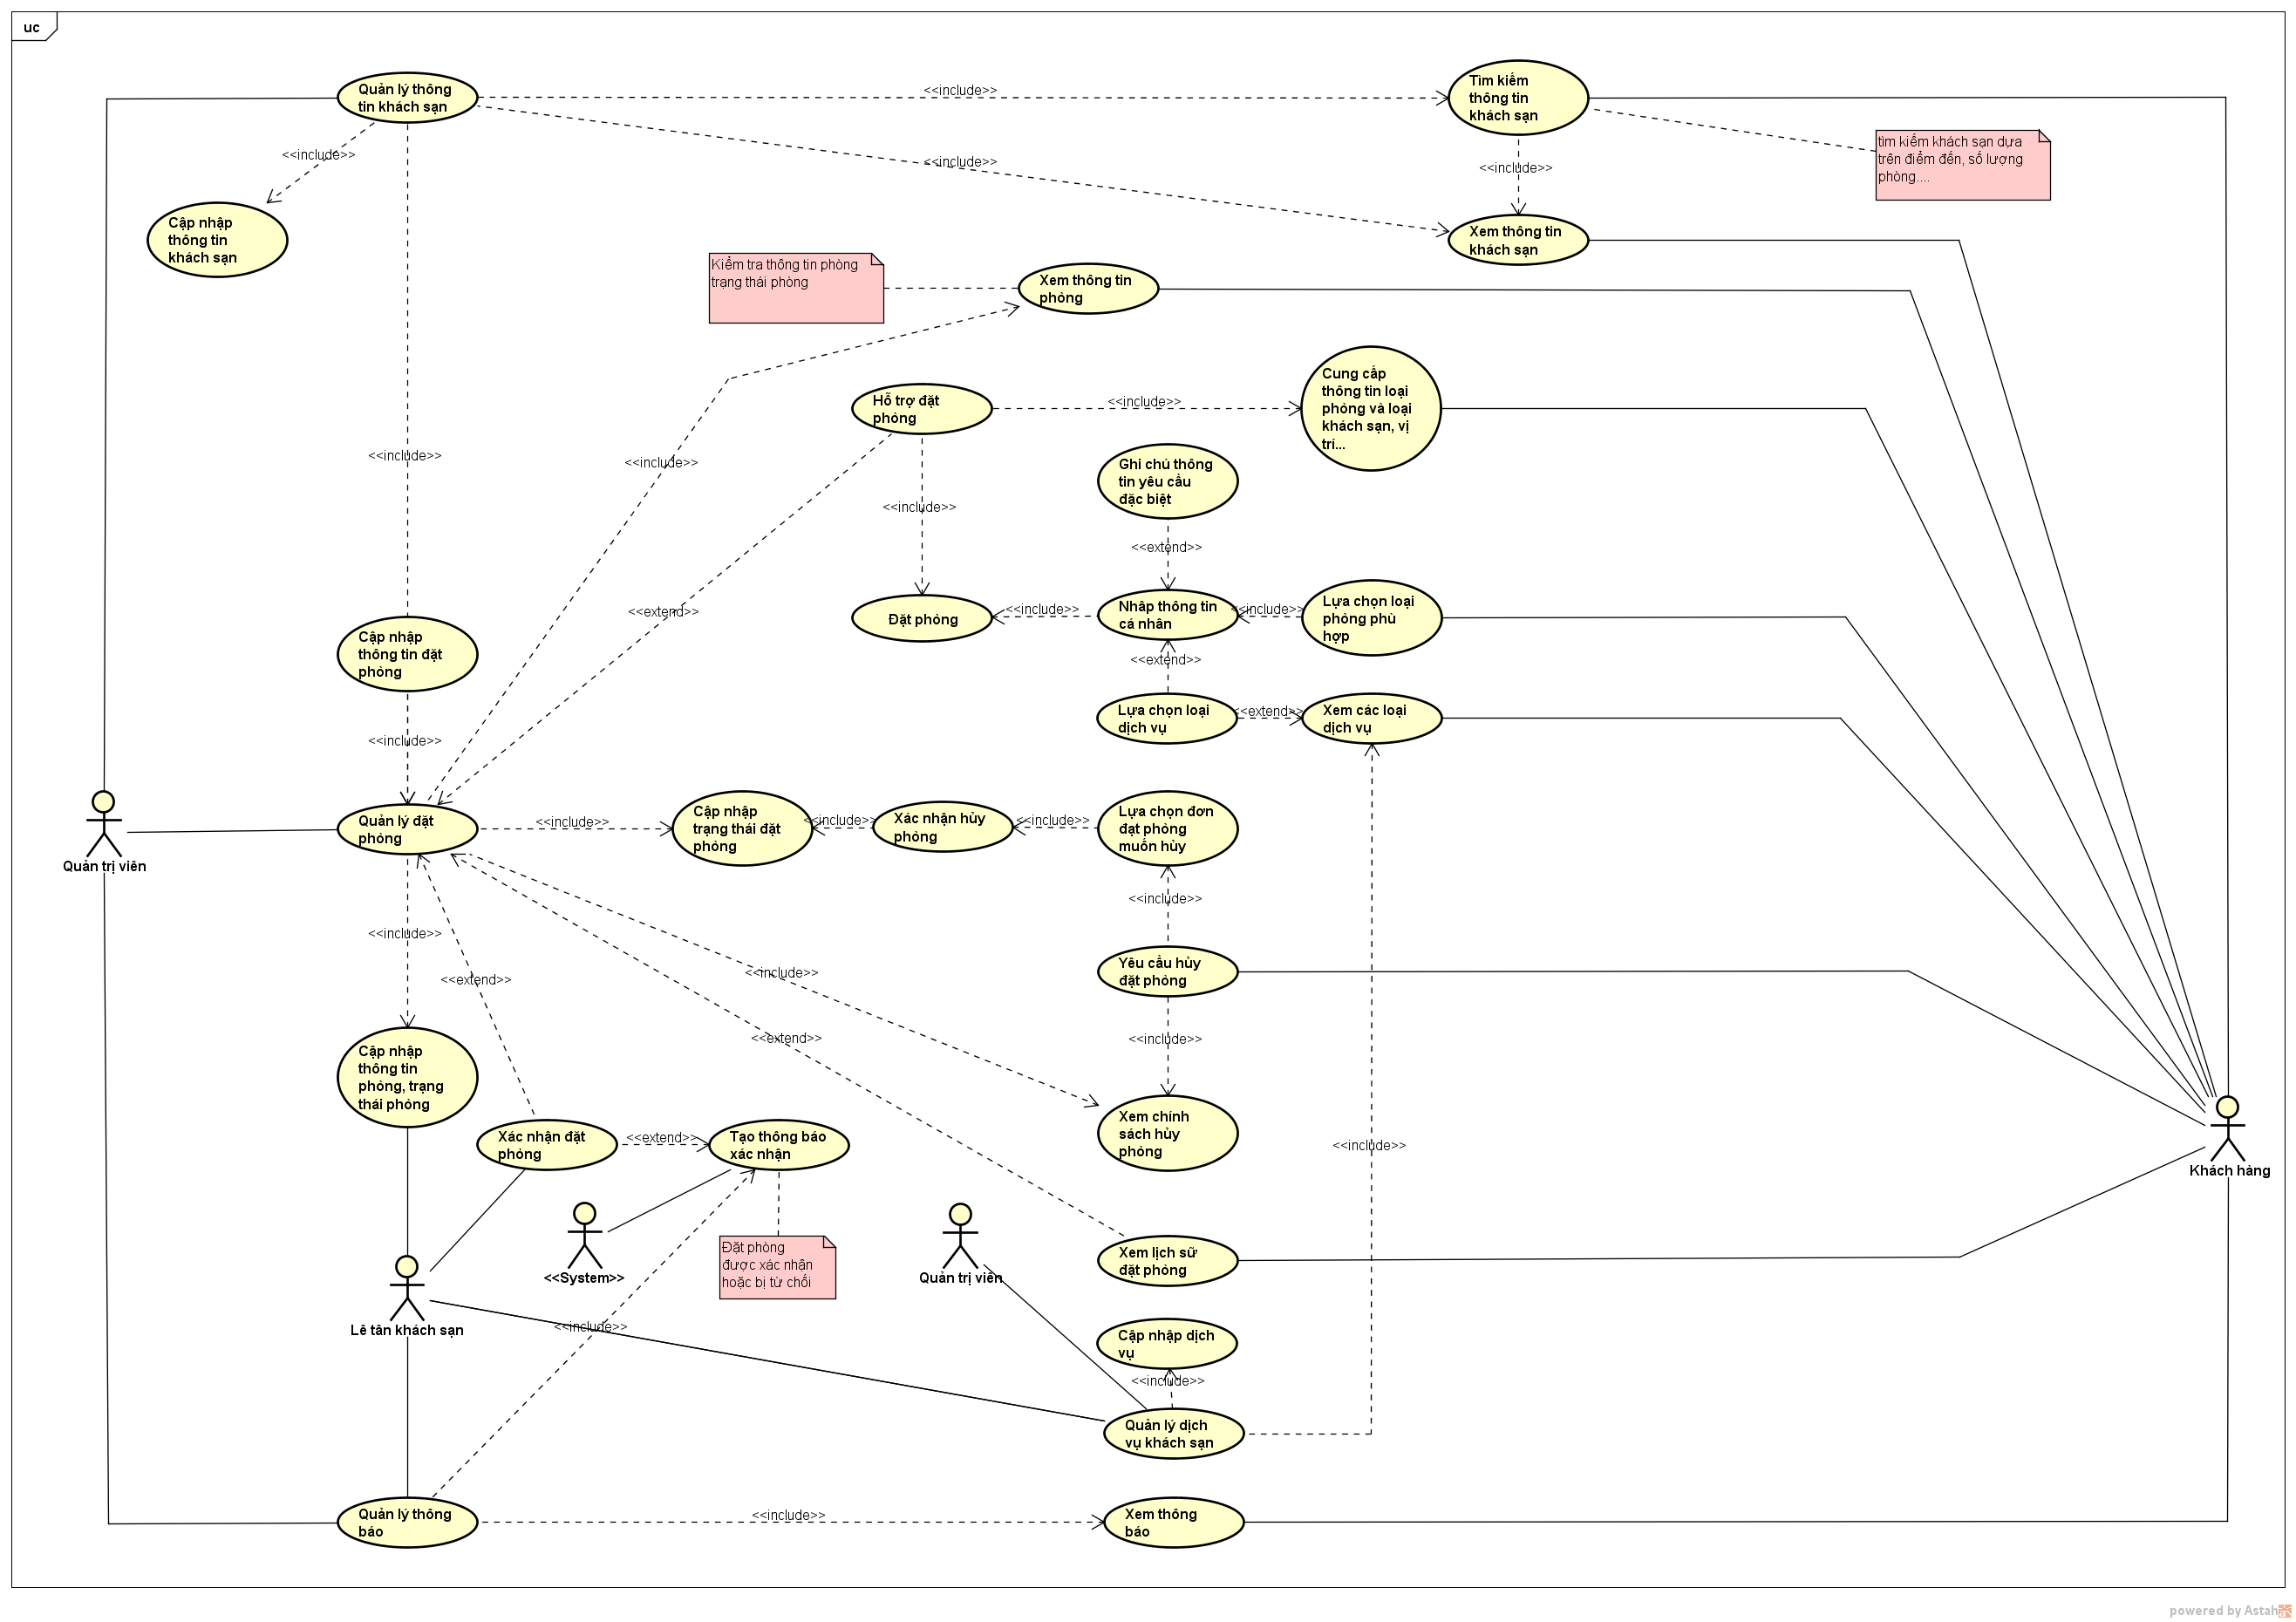 uc
Quản lý thông
tin khách sạn
<<include>>
Tìm kiếm
thông tin
khách sạn
tìm kiếm khách sạn dựa
trên điểm đến, số lượng
phòng....
<<include>>
<<include>>
<<include>>
Cập nhập
thông tin
khách sạn
Xem thông tin
khách sạn
Kiểm tra thông tin phòng
trạng thái phòng
Xem thông tin
phòng
Hỗ trợ đặt
phòng
<<include>>
Cung cấp
thông tin loại
phòng và loại
khách sạn, vị
trí...
<<include>>
<<include>>
Ghi chú thông
tin yêu cầu
đặc biệt
<<include>>
<<extend>>
<<extend>>
Đặt phòng
<<include>>
Nhâp thông tin
cá nhân
<<include>>
Lựa chọn loại
phòng phù
hợp
Cập nhập
thông tin đặt
phòng
<<extend>>
Lựa chọn loại
dịch vụ
<<extend>>
Xem các loại
dịch vụ
<<include>>
Quản trị viên
Quản lý đặt
phòng
<<include>>
Cập nhập
trạng thái đặt
phòng
<<include>>
Xác nhận hủy
phòng
<<include>>
Lựa chọn đơn
đạt phòng
muốn hủy
<<include>>
<<include>>
<<extend>>
<<include>>
Yêu cầu hủy
đặt phòng
<<extend>>
<<include>>
Cập nhập
thông tin
phòng, trạng
thái phòng
Xem chính
sách hủy
phòng
Xác nhận đặt
phòng
<<extend>>
Tạo thông báo
xác nhận
<<include>>
Khách hàng
<<System>>
Đặt phòng
được xác nhận
hoặc bị từ chối
Quản trị viên
Xem lịch sử
đặt phòng
Lê tân khách sạn
<<include>>
Cập nhập dịch
vụ
<<include>>
Quản lý dịch
vụ khách sạn
Quản lý thông
báo
<<include>>
Xem thông
báo
powered by Astah